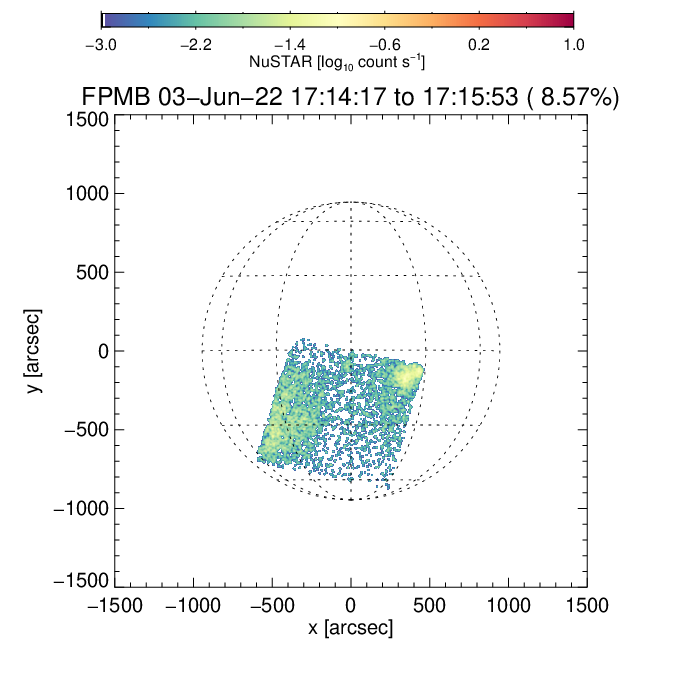 −3.0 −2.2 −1.4 −0.6 0.2 1.0
NuSTAR [log₁₀ count s⁻¹]
FPMB 03−Jun−22 17:14:17 to 17:15:53 ( 8.57%)
1500
1000
500
0
−500
−1000
−1500
y [arcsec]
−1500 −1000 −500 0 500 1000 1500
x [arcsec]